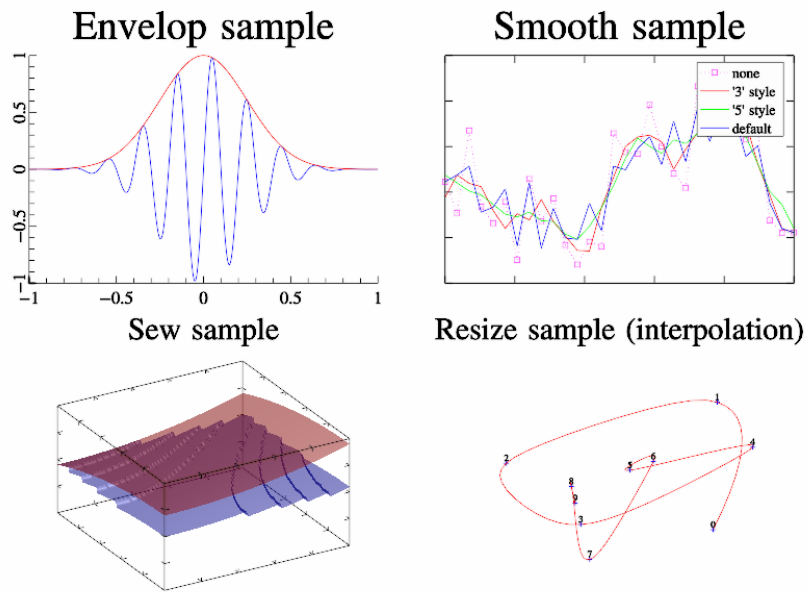 Envelop sample
Smooth sample
1
0.5
0
−0.5
−1
−1
−0.5
0
0.5
1
none
'3' style
'5' style
default
Sew sample
Resize sample (interpolation)
1
2
4
6
5
8
9
3
0
7